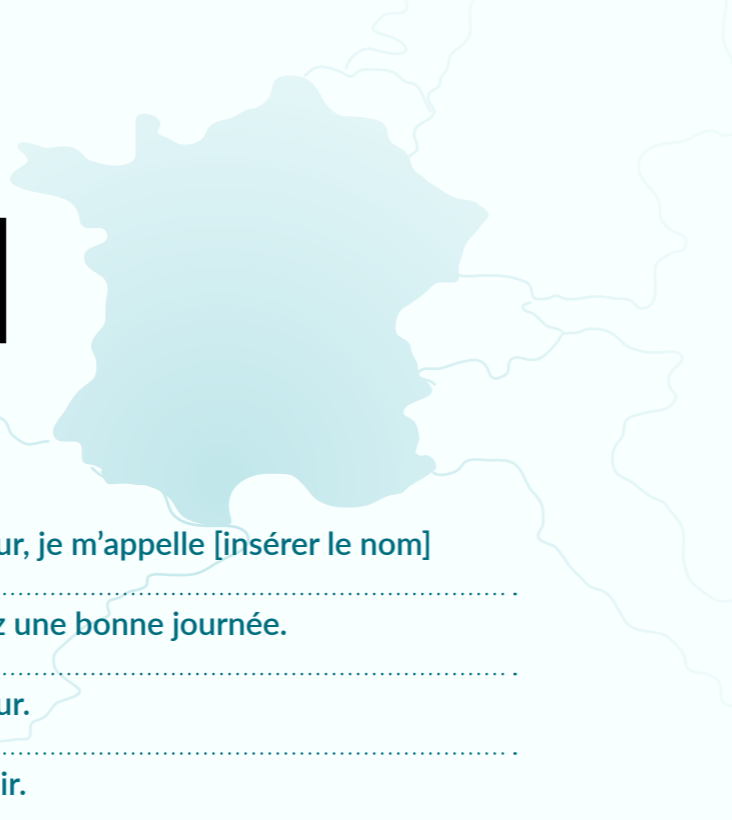 ur, je m’appelle [insérer le nom]
z une bonne journée.
ur.
ir.